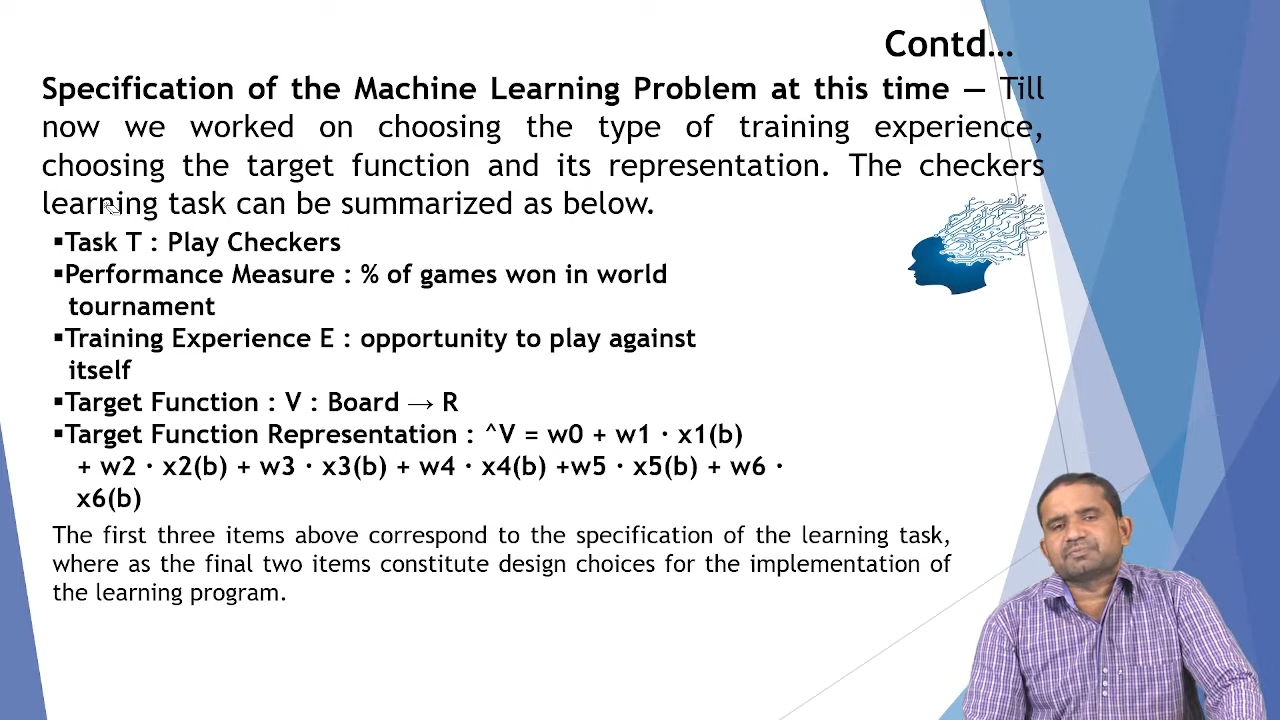 Contd...
Specification of the Machine Learning Problem at this time — Till
now we worked on choosing the type of training experience,
choosing the target function and its representation. The checkers
learning task can be summarized as below.
▪Task T : Play Checkers
▪Performance Measure : % of games won in world
tournament
▪Training Experience E : opportunity to play against
itself
▪Target Function : V : Board → R
▪Target Function Representation : ^V = w0 + w1 · x1(b)
+ w2 · x2(b) + w3 · x3(b) + w4 · x4(b) +w5 · x5(b) + w6 ·
x6(b)
The first three items above correspond to the specification of the learning task,
where as the final two items constitute design choices for the implementation of
the learning program.